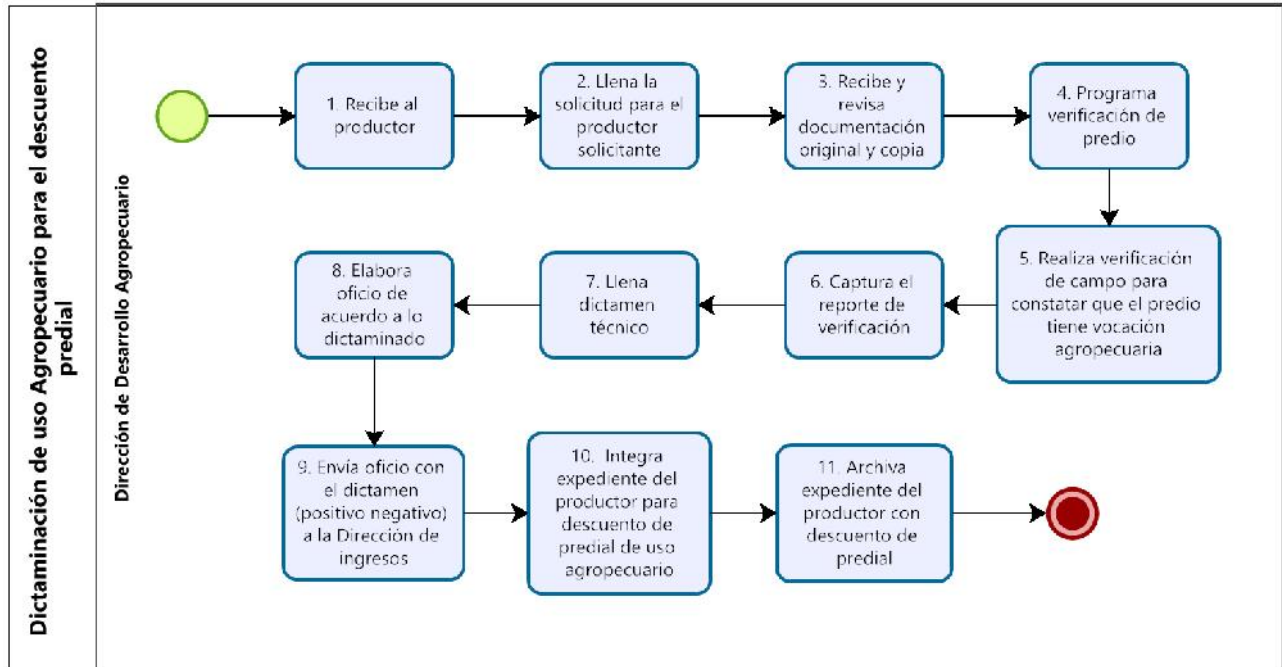 Dictaminación de uso Agropecuario para el descuento
predial
Dirección de Desarrollo Agropecuario
1. Recibe al
productor
2. Llena la
solicitud para el
productor
solicitante
3. Recibe y
revisa
documentación
original y copia
4. Programa
verificación de
predio
5. Realiza verificación
de campo para
constatar que el predio
tiene vocación
agropecuaria
6. Captura el
reporte de
verificación
7. Llena
dictamen
técnico
8. Elabora
oficio de
acuerdo a lo
dictaminado
9. Envía oficio con
el dictamen
(positivo negativo)
a la Dirección de
ingresos
10. Integra
expediente del
productor para
descuento de
predial de uso
agropecuario
11. Archiva
expediente del
productor con
descuento de
predial